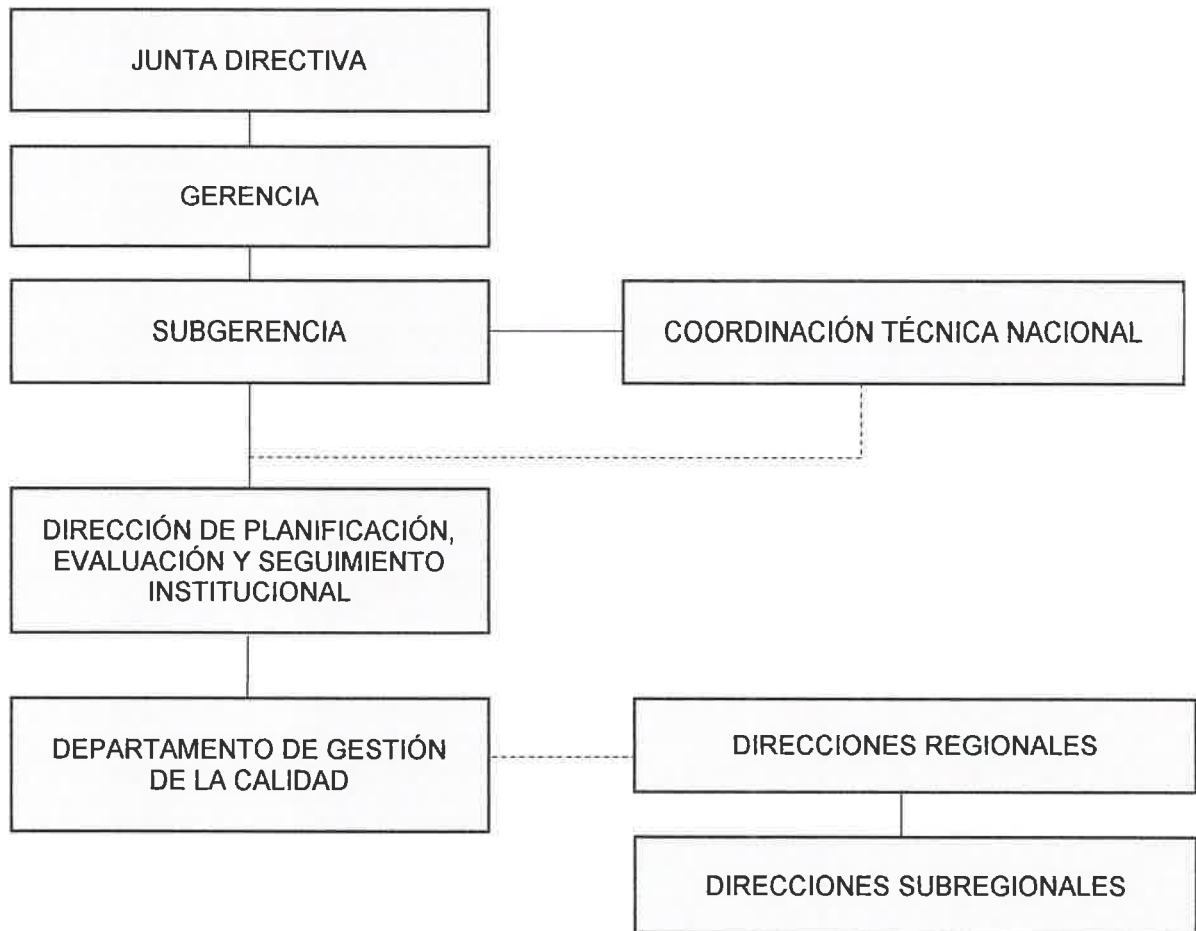 JUNTA DIRECTIVA
GERENCIA
SUBGERENCIA
COORDINACIÓN TÉCNICA NACIONAL
DIRECCIÓN DE PLANIFICACIÓN,
EVALUACIÓN Y SEGUIMIENTO
INSTITUCIONAL
DEPARTAMENTO DE GESTIÓN
DE LA CALIDAD
DIRECCIONES REGIONALES
DIRECCIONES SUBREGIONALES